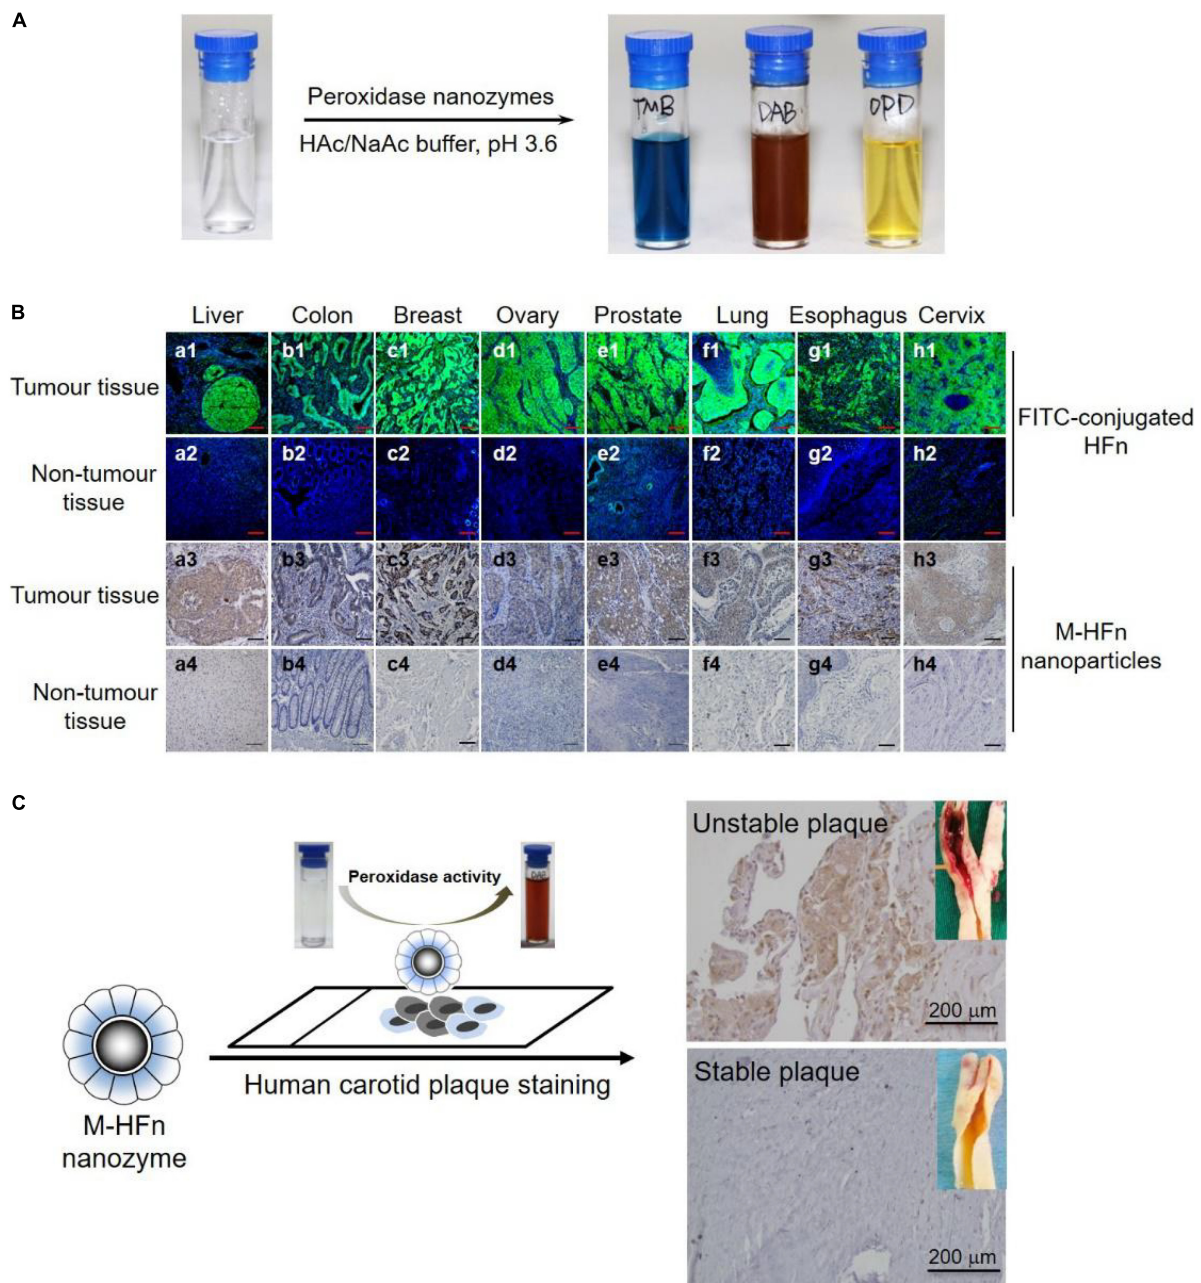 A
Peroxidase nanozymes
HAc/NaAc buffer, pH 3.6
TMB
DAB
OPD
B
Liver Colon Breast Ovary Prostate Lung Esophagus Cervix
a1 b1 c1 d1 e1 f1 g1 h1
Tumour tissue
FITC-conjugated
HFn
a2 b2 c2 d2 e2 f2 g2 h2
Non-tumour
tissue
a3 b3 c3 d3 e3 f3 g3 h3
Tumour tissue
M-HFn
nanoparticles
a4 b4 c4 d4 e4 f4 g4 h4
Non-tumour
tissue
C
Peroxidase activity
DAB
M-HFn
nanozyme
Human carotid plaque staining
Unstable plaque
200 μm
Stable plaque
200 μm